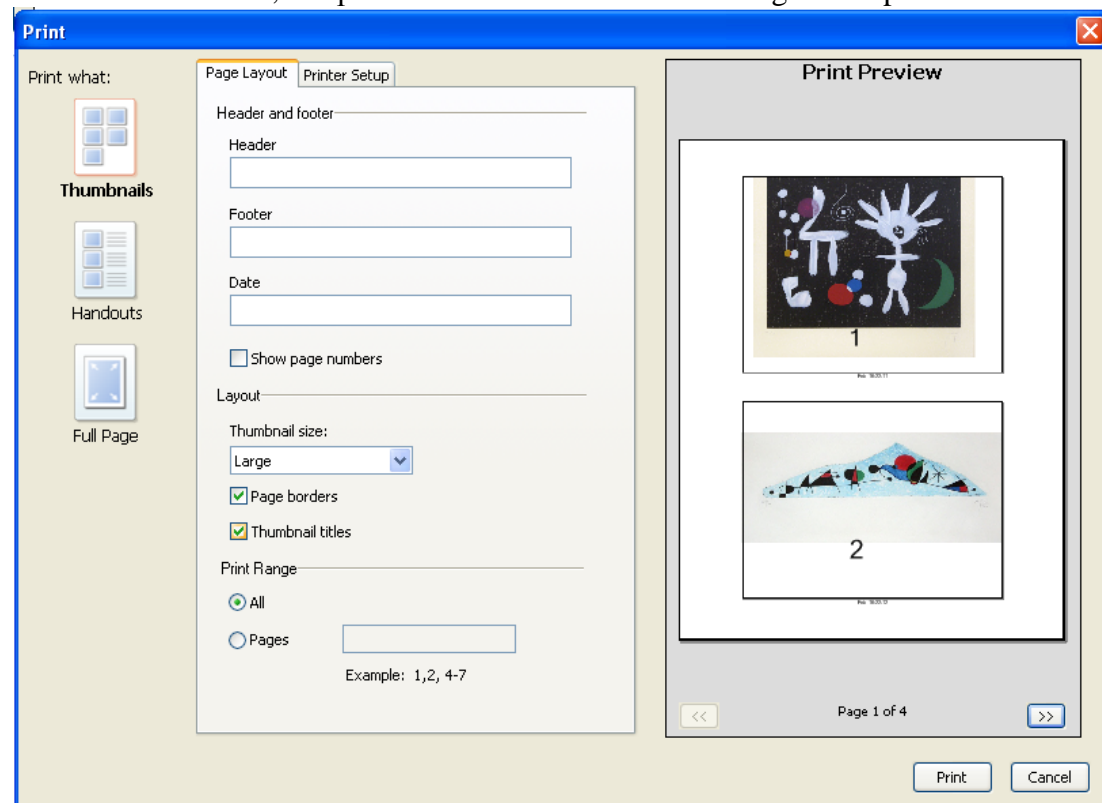 Print
Print what:
Thumbnails
Handouts
Full Page
Page Layout
Printer Setup
Header and footer
Header
Footer
Date
Show page numbers
Layout
Thumbnail size:
Large
Page borders
Thumbnail titles
Print Range
All
Pages
Example: 1,2, 4-7
Print Preview
1
2
<<
Page 1 of 4
>>
Print
Cancel